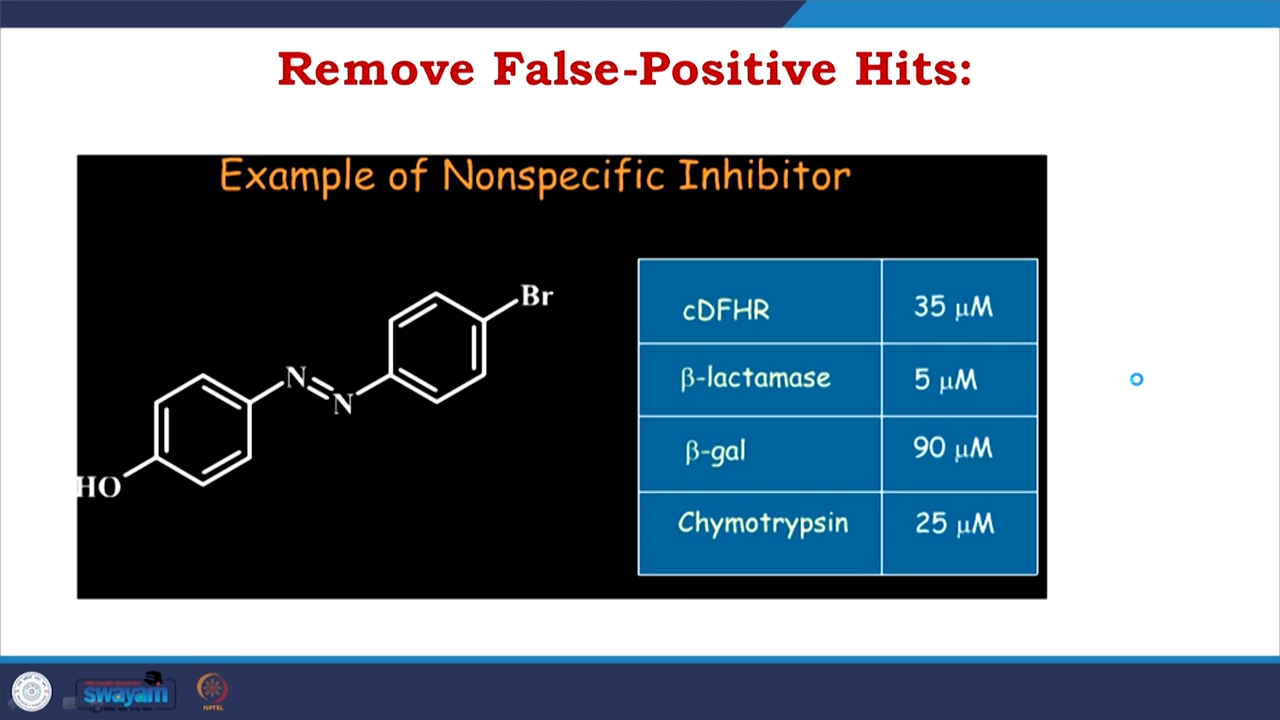 Remove False-Positive Hits:
Example of Nonspecific Inhibitor
Br
N
N
HO
cDFHR 35 μM
β-lactamase 5 μM
β-gal 90 μM
Chymotrypsin 25 μM
swayam
NPTEL